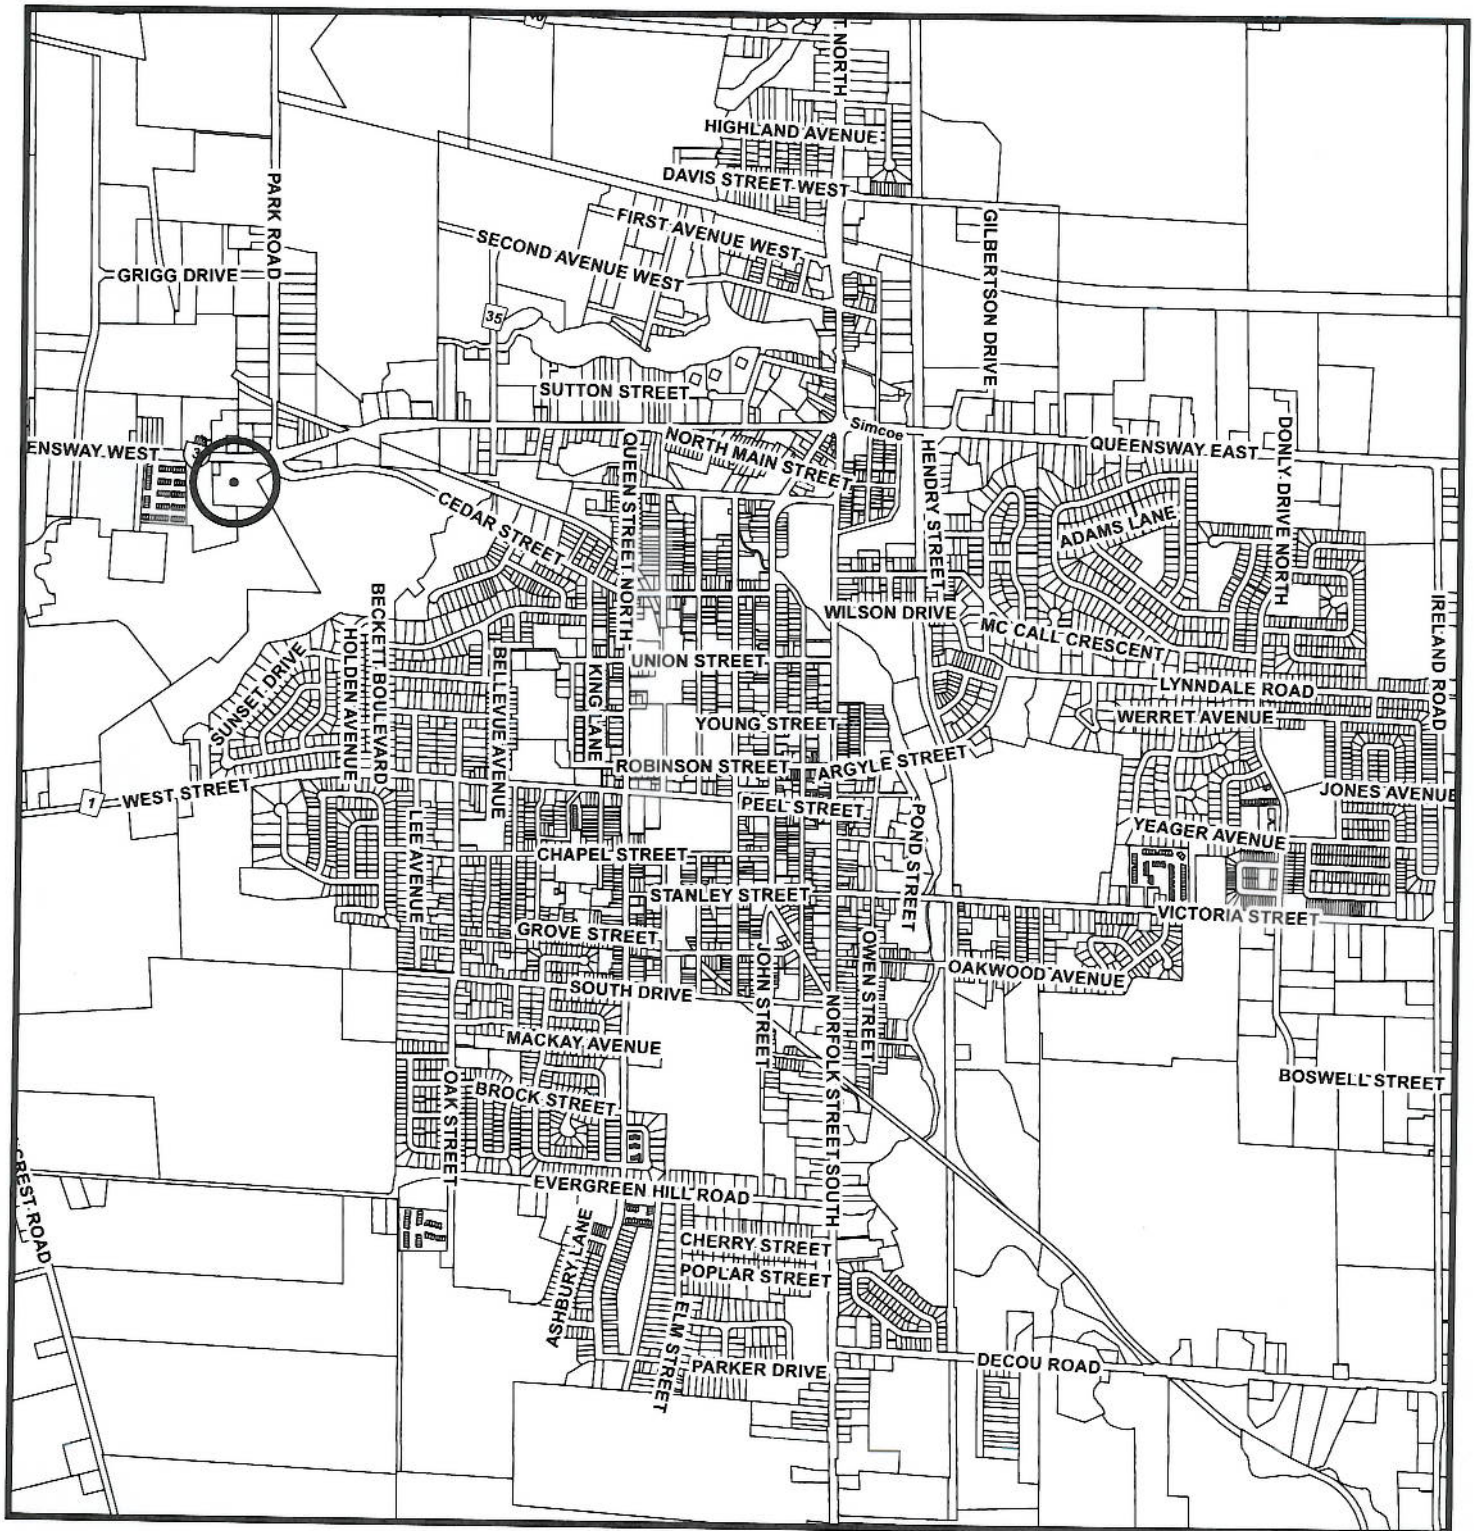 T NORTH
HIGHLAND AVENUE
DAVIS STREET WEST
PARK ROAD
FIRST AVENUE WEST
GILBERTSON DRIVE
SECOND AVENUE WEST
GRIGG DRIVE
35
SUTTON STREET
Simcoe
QUEENSWAY EAST
ENSWAY WEST
3
NORTH MAIN STREET
QUEEN STREET NORTH
HENDRY STREET
DONLY DRIVE NORTH
CEDAR STREET
ADAMS LANE
BECKETT BOULEVARD
WILSON DRIVE
MC CALL CRESCENT
IRELAND ROAD
HOLDEN AVENUE
SUNSET DRIVE
BELLEVUE AVENUE
KING LANE
UNION STREET
LYNNDALE ROAD
YOUNG STREET
WERRET AVENUE
ROBINSON STREET
ARGYLE STREET
1
WEST STREET
PEEL STREET
JONES AVENUE
LEE AVENUE
POND STREET
YEAGER AVENUE
CHAPEL STREET
STANLEY STREET
VICTORIA STREET
GROVE STREET
JOHN STREET
OWEN STREET
OAKWOOD AVENUE
SOUTH DRIVE
NORFOLK STREET SOUTH
MACKAY AVENUE
OAK STREET
BROCK STREET
BOSWELL STREET
CREST ROAD
EVERGREEN HILL ROAD
ASHBURY LANE
CHERRY STREET
POPLAR STREET
ELM STREET
PARKER DRIVE
DECOU ROAD